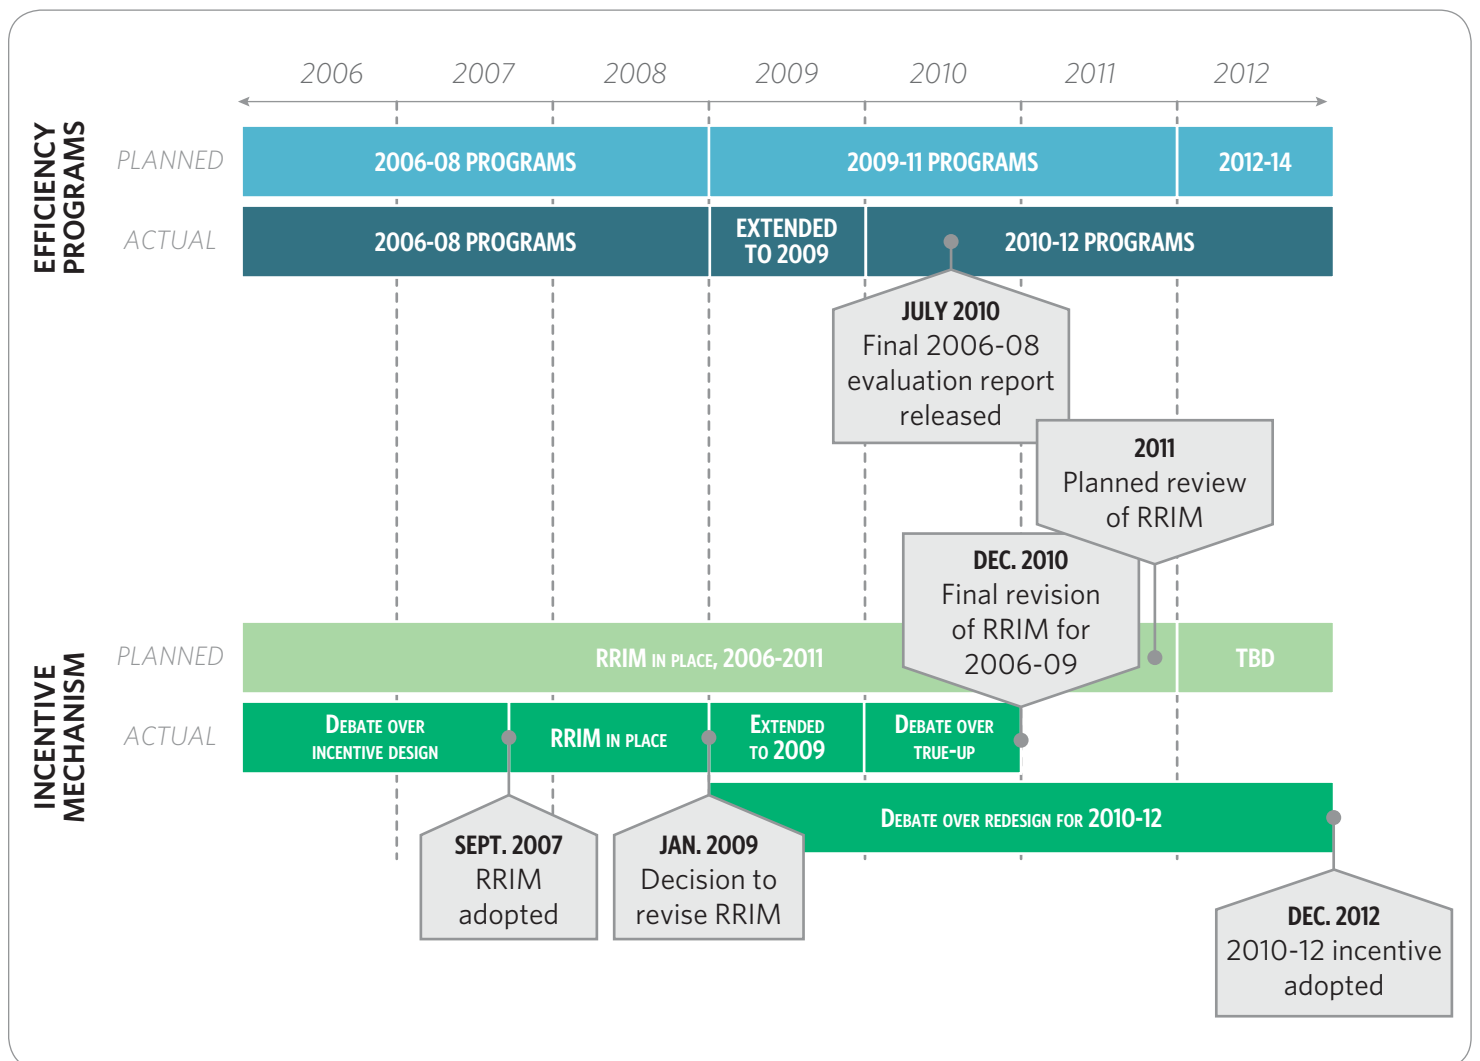 2006 2007 2008 2009 2010 2011 2012
EFFICIENCY
PROGRAMS
PLANNED
2006-08 PROGRAMS
2009-11 PROGRAMS
2012-14
ACTUAL
2006-08 PROGRAMS
EXTENDED
TO 2009
2010-12 PROGRAMS
JULY 2010
Final 2006-08
evaluation report
released
2011
Planned review
of RRIM
DEC. 2010
Final revision
of RRIM for
2006-09
INCENTIVE
MECHANISM
PLANNED
RRIM IN PLACE, 2006-2011
TBD
ACTUAL
DEBATE OVER
INCENTIVE DESIGN
RRIM IN PLACE
EXTENDED
TO 2009
DEBATE OVER
TRUE-UP
DEBATE OVER REDESIGN FOR 2010-12
SEPT. 2007
RRIM
adopted
JAN. 2009
Decision to
revise RRIM
DEC. 2012
2010-12 incentive
adopted